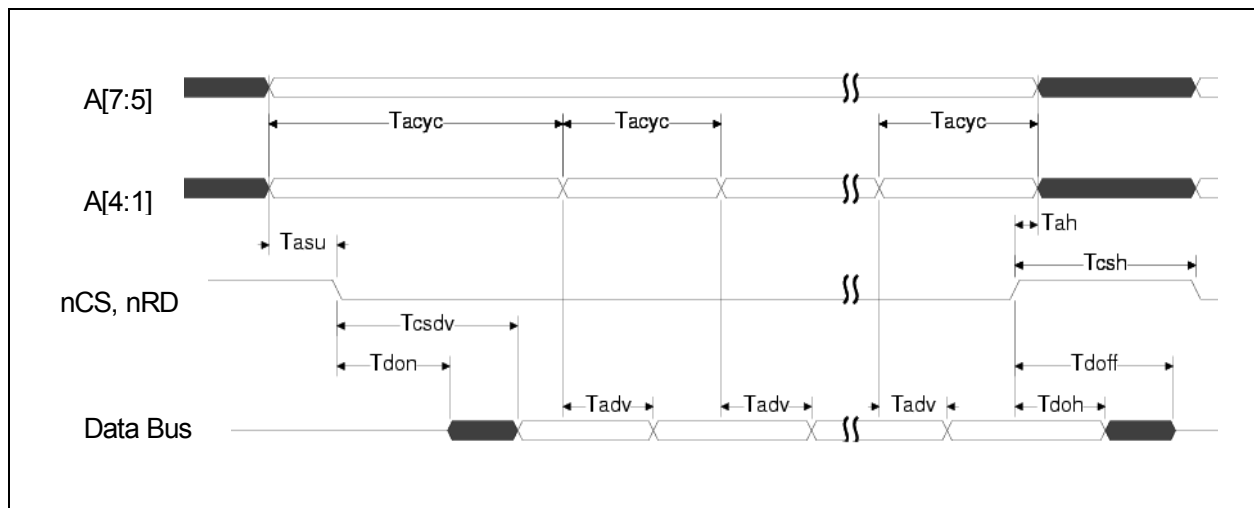 A[7:5]
Tacyc Tacyc Tacyc
A[4:1]
Tasu Tah
Tcsh
nCS, nRD
Tcsdv
Tdon Tdoff
Tadv Tadv Tadv Tdoh
Data Bus